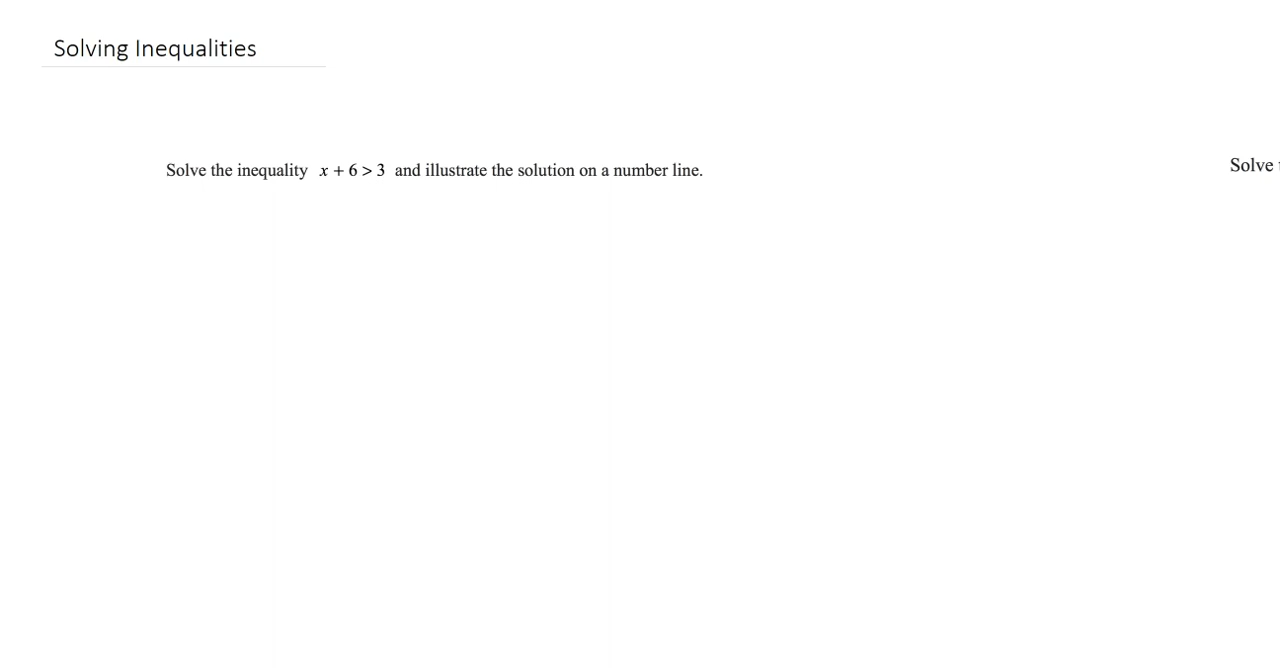 Solving Inequalities
Solve the inequality x + 6 > 3 and illustrate the solution on a number line.
Solve